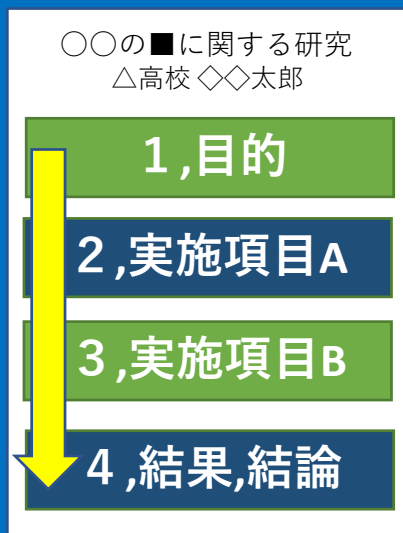 ○○の■に関する研究
△高校 ◇◇太郎
１,目的
２,実施項目A
３,実施項目B
４,結果,結論